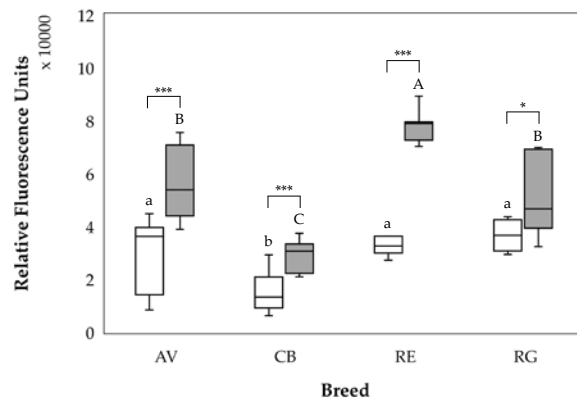 Relative Fluorescence Units
x 10000
12
10
8
6
4
2
0
***
B
a
***
C
b
***
A
a
*
B
a
AV
CB
RE
RG
Breed